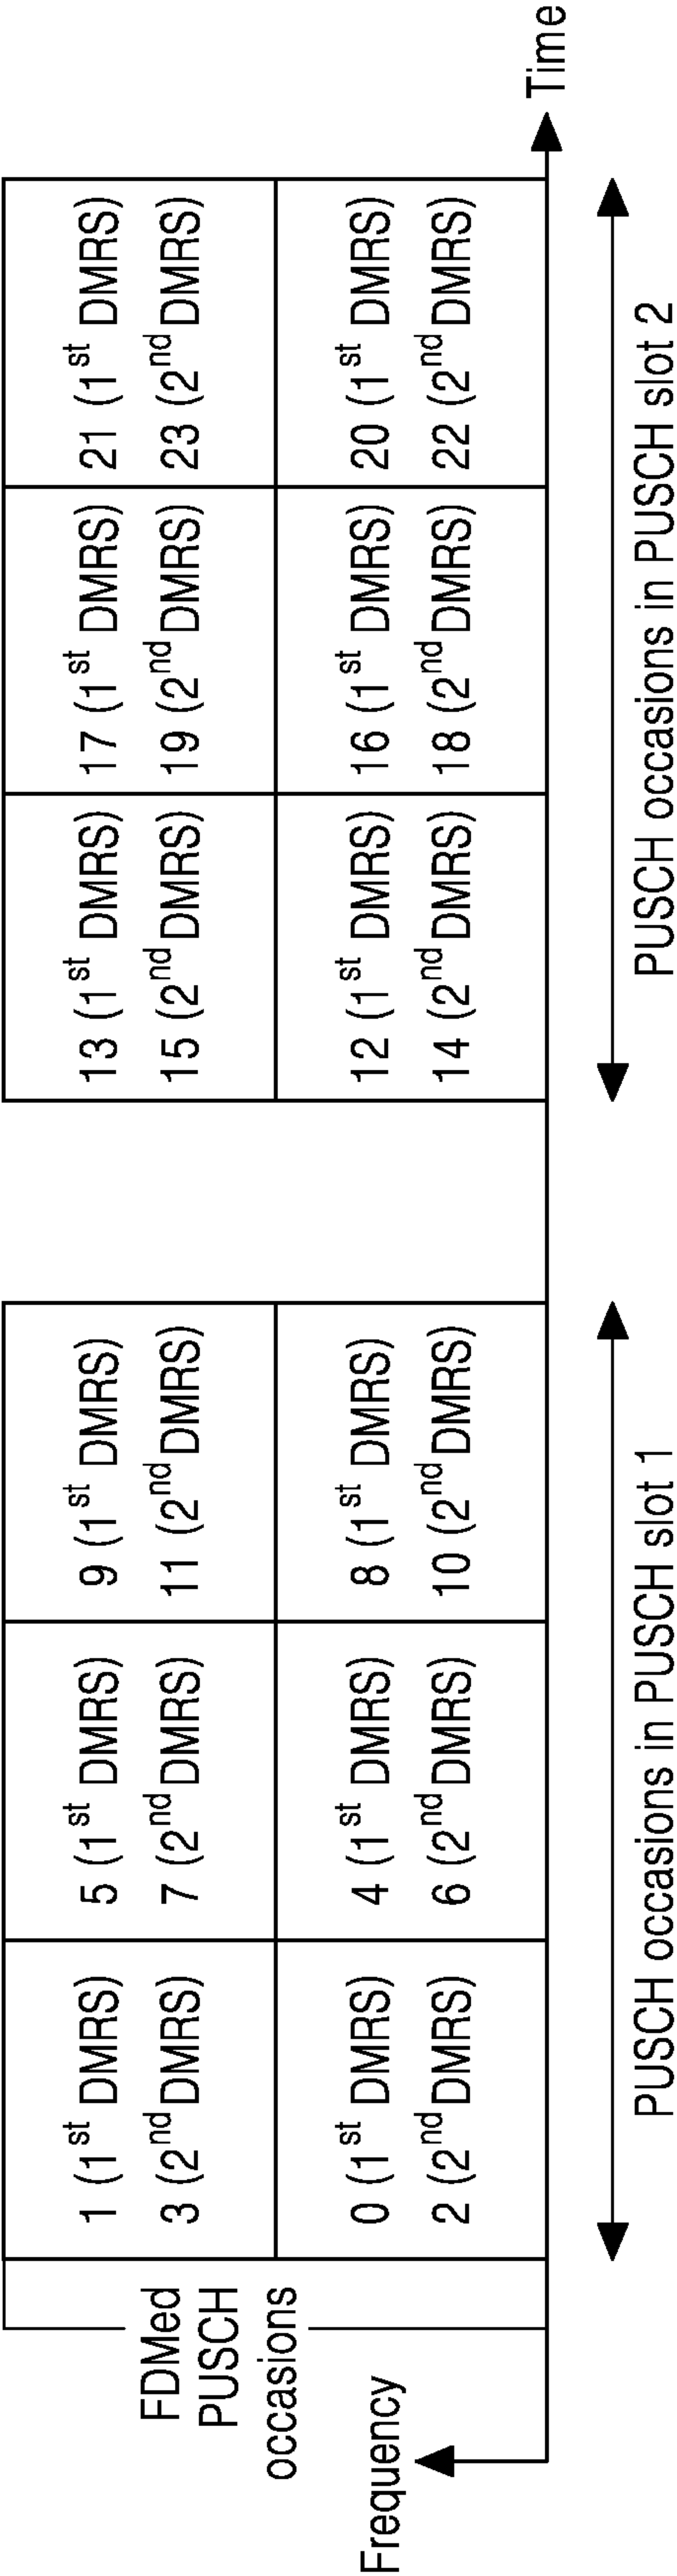 FDMed
PUSCH
occasions
Frequency
1 (1st DMRS)
3 (2nd DMRS)
5 (1st DMRS)
7 (2nd DMRS)
9 (1st DMRS)
11 (2nd DMRS)
13 (1st DMRS)
15 (2nd DMRS)
17 (1st DMRS)
19 (2nd DMRS)
21 (1st DMRS)
23 (2nd DMRS)
0 (1st DMRS)
2 (2nd DMRS)
4 (1st DMRS)
6 (2nd DMRS)
8 (1st DMRS)
10 (2nd DMRS)
12 (1st DMRS)
14 (2nd DMRS)
16 (1st DMRS)
18 (2nd DMRS)
20 (1st DMRS)
22 (2nd DMRS)
Time
PUSCH occasions in PUSCH slot 1
PUSCH occasions in PUSCH slot 2